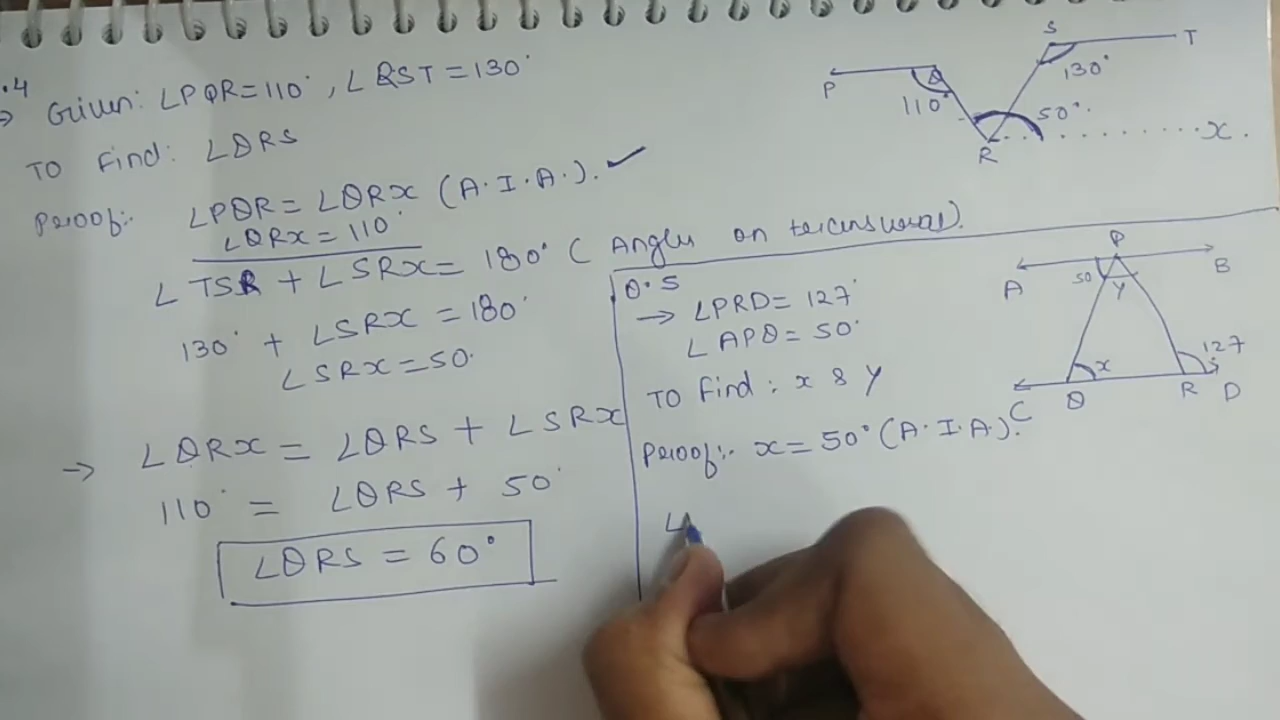 .4
→ Given: ∠PQR=110°, ∠RST=130°
To Find: ∠QRS
Proof:- ∠PQR = ∠QRx (A.I.A.). ✓
∠QRx = 110°
∠TSR + ∠SRx = 180° (Angles on
130° + ∠SRx = 180°
∠SRx = 50°
→ ∠QRx = ∠QRS + ∠SRx
110° = ∠QRS + 50°
∠QRS = 60°
P
Q
110°
S
T
130°
50°.
R
x.
Q.5
→ ∠PRD = 127°
∠APQ = 50°
To Find: x & y
Proof:- x = 50° (A.I.A).
∠
P
A
B
50
y
x
127
C
Q
R
D